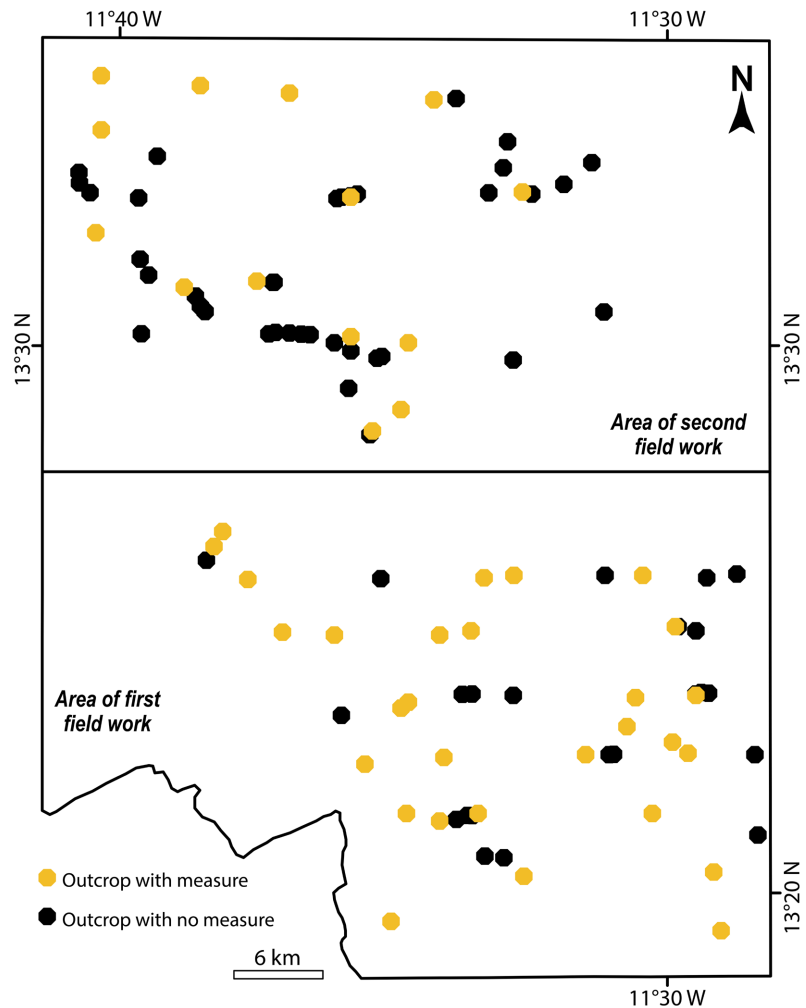 11°40 W
11°30 W
N
13°30 N
13°30 N
Area of second
field work
Area of first
field work
Outcrop with measure
Outcrop with no measure
13°20 N
6 km
11°30 W